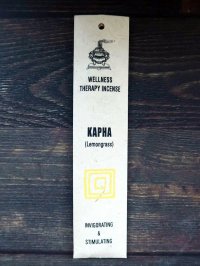 WELLNESS
THERAPY INCENSE
KAPHA
(Lemongrass)
INVIGORATING
&
STIMULATING